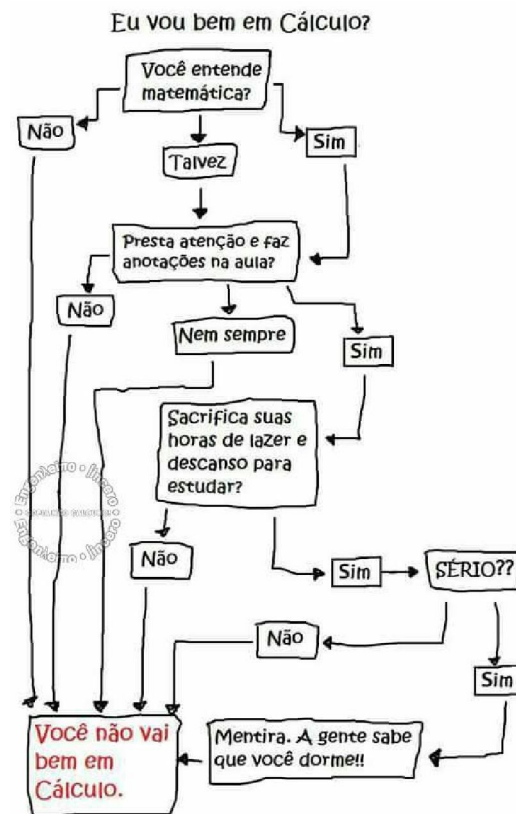 Eu vou bem em Cálculo?
Você entende
matemática?
Não
Sim
Talvez
Presta atenção e faz
anotações na aula?
Não
Nem sempre
Sim
Sacrifica suas
horas de lazer e
descanso para
estudar?
Não
Sim
SÉRIO??
Não
Sim
Você não vai
bem em
Cálculo.
Mentira. A gente sabe
que você dorme!!